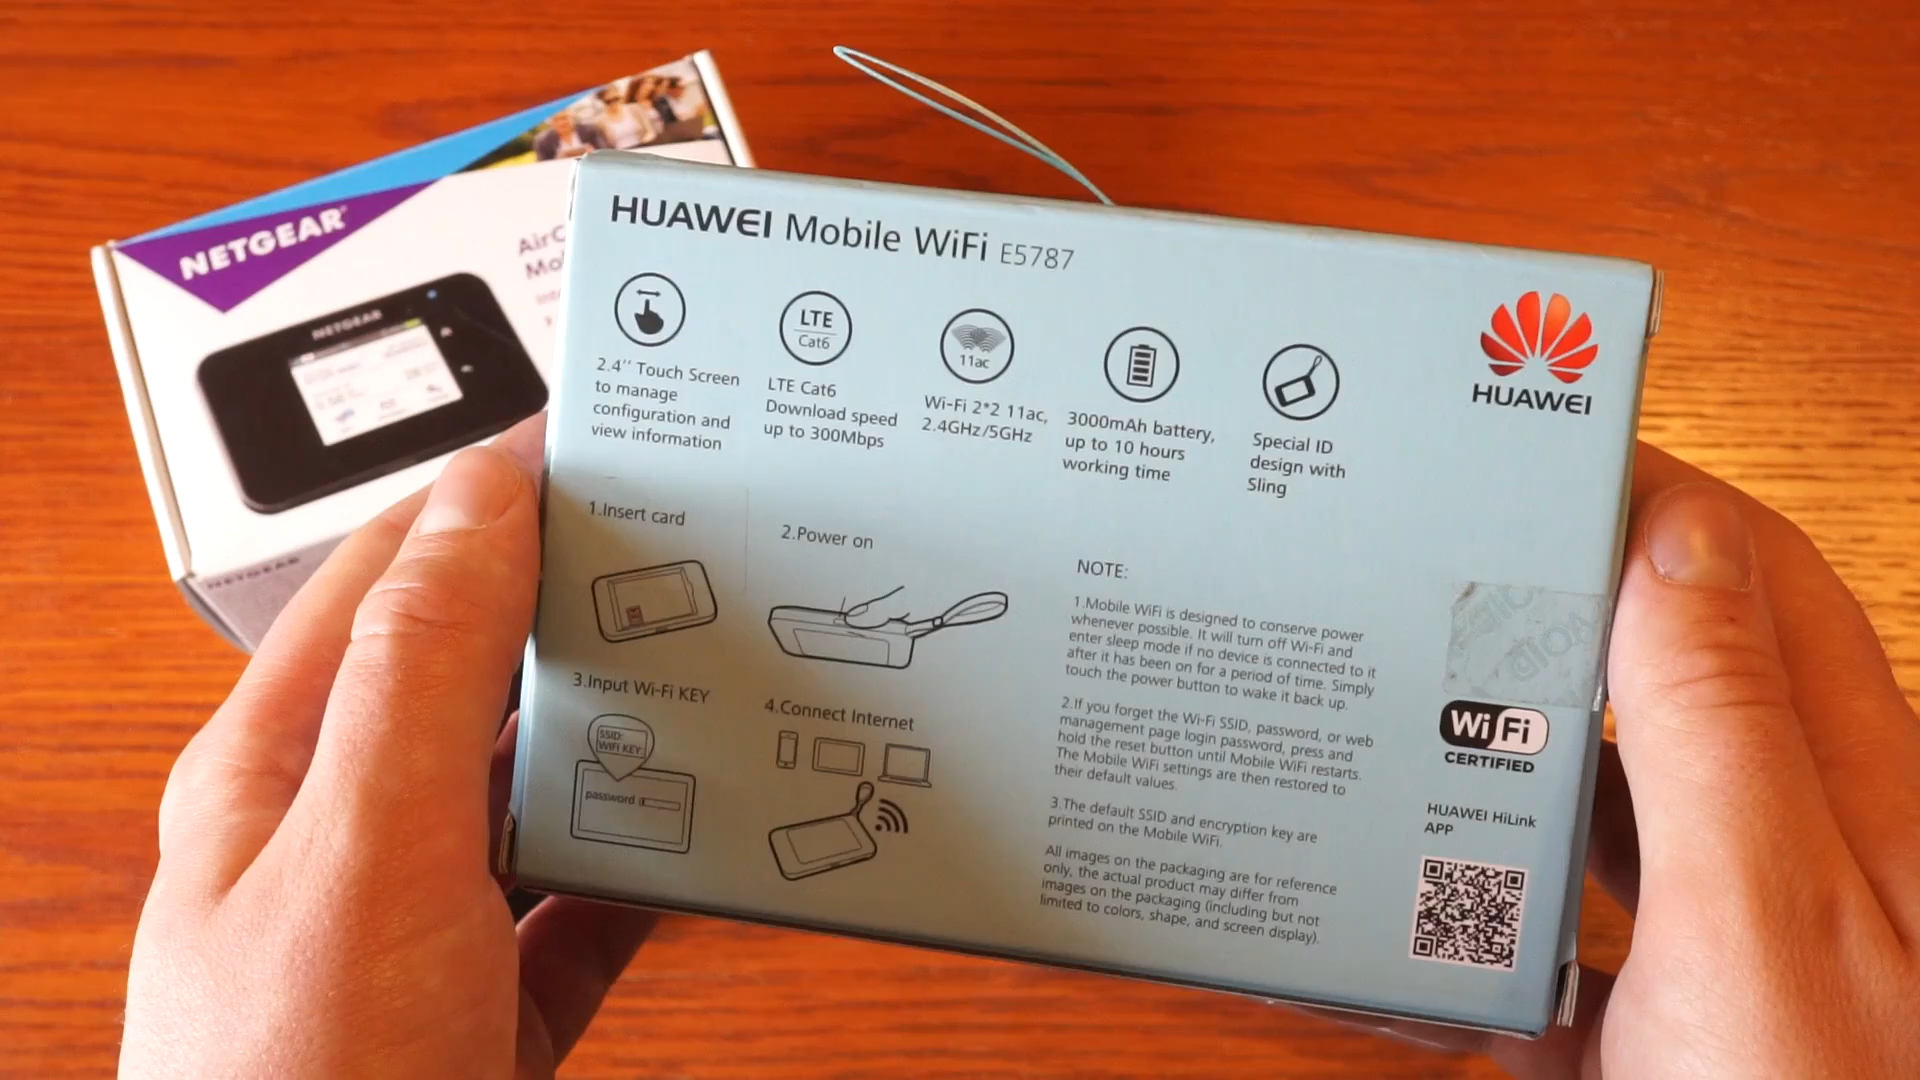 NETGEAR
AirC
Mo
NETGEAR
NETGEAR
HUAWEI Mobile WiFi E5787
2.4'' Touch Screen
to manage
configuration and
view information
LTE
Cat6
LTE Cat6
Download speed
up to 300Mbps
11ac
Wi-Fi 2*2 11ac,
2.4GHz/5GHz
3000mAh battery,
up to 10 hours
working time
Special ID
design with
Sling
HUAWEI
1.Insert card
2.Power on
3.Input Wi-Fi KEY
SSID:
WIFI KEY:
password
4.Connect Internet
NOTE:
1.Mobile WiFi is designed to conserve power
whenever possible. It will turn off Wi-Fi and
enter sleep mode if no device is connected to it
after it has been on for a period of time. Simply
touch the power button to wake it back up.
2.If you forget the Wi-Fi SSID, password, or web
management page login password, press and
hold the reset button until Mobile WiFi restarts.
The Mobile WiFi settings are then restored to
their default values.
3.The default SSID and encryption key are
printed on the Mobile WiFi.
All images on the packaging are for reference
only, the actual product may differ from
images on the packaging (including but not
limited to colors, shape, and screen display).
WiFi
CERTIFIED
HUAWEI HiLink
APP